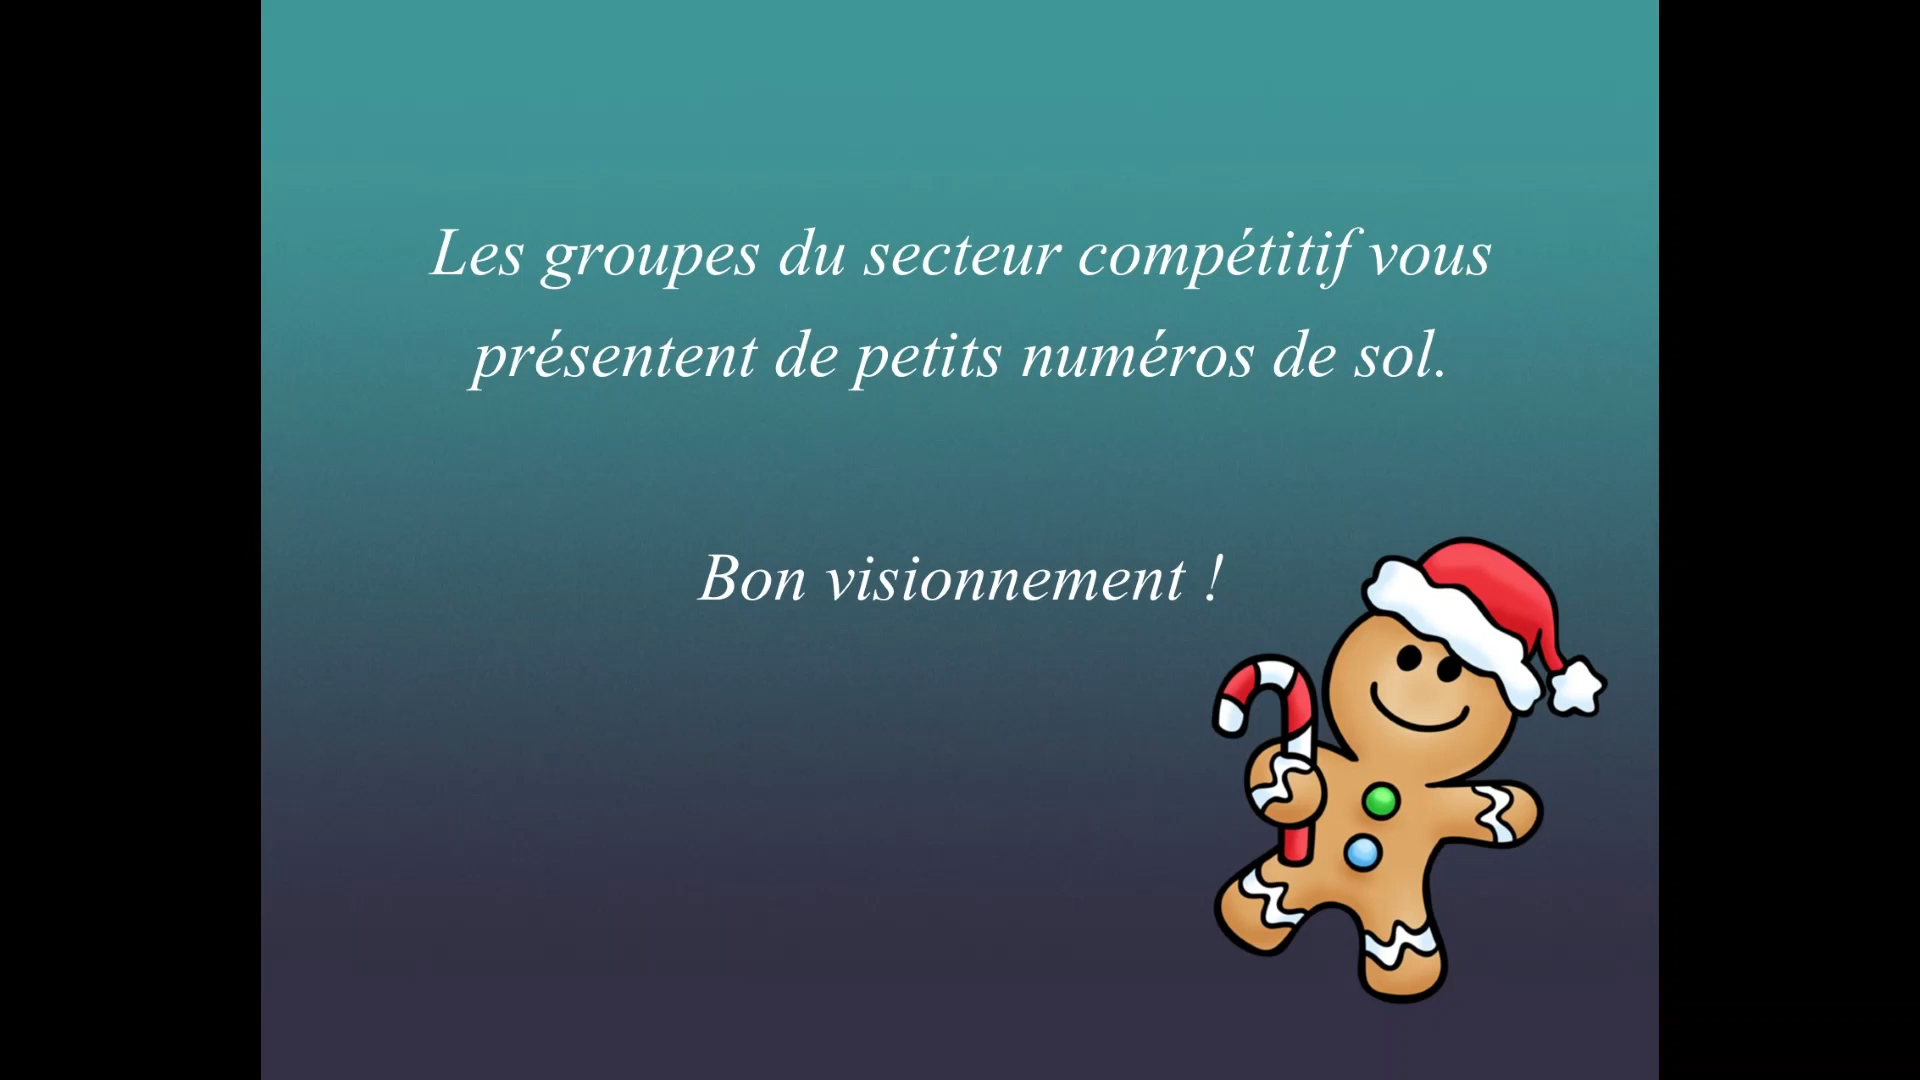 Les groupes du secteur compétitif vous
présentent de petits numéros de sol.
Bon visionnement !